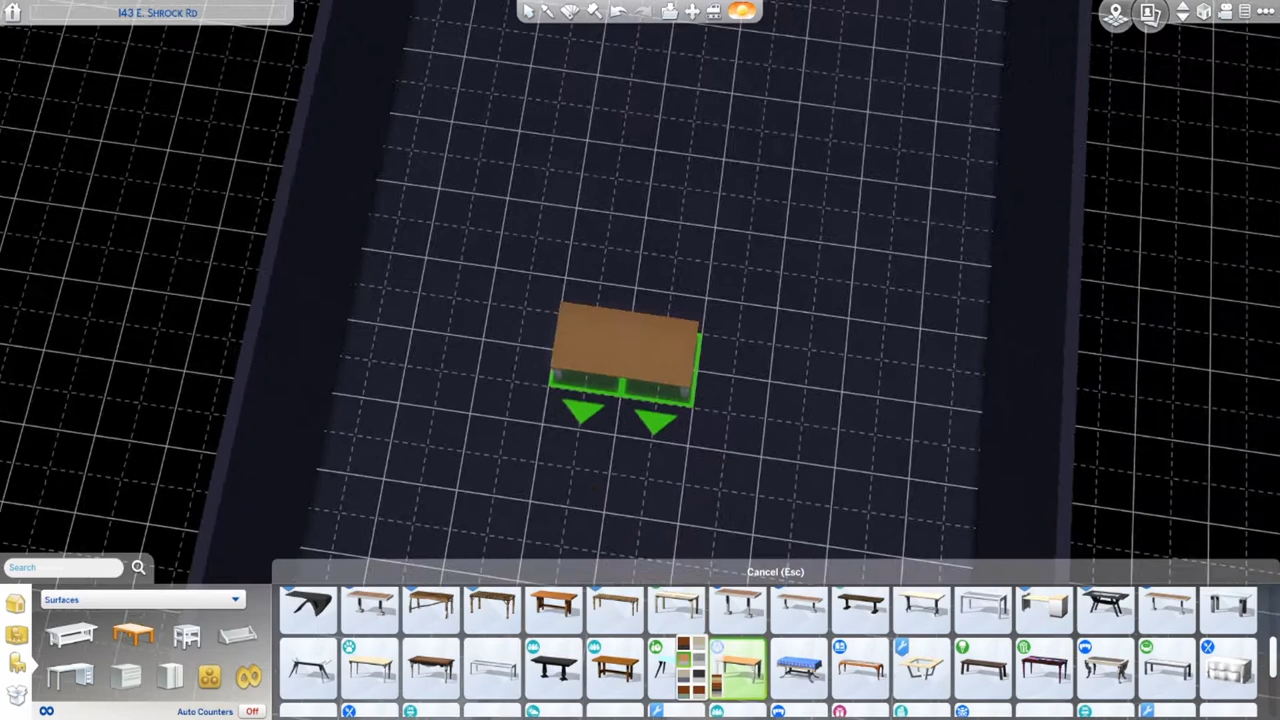 143 E. Shrock Rd
Search
Cancel (Esc)
Surfaces
Auto Counters
Off